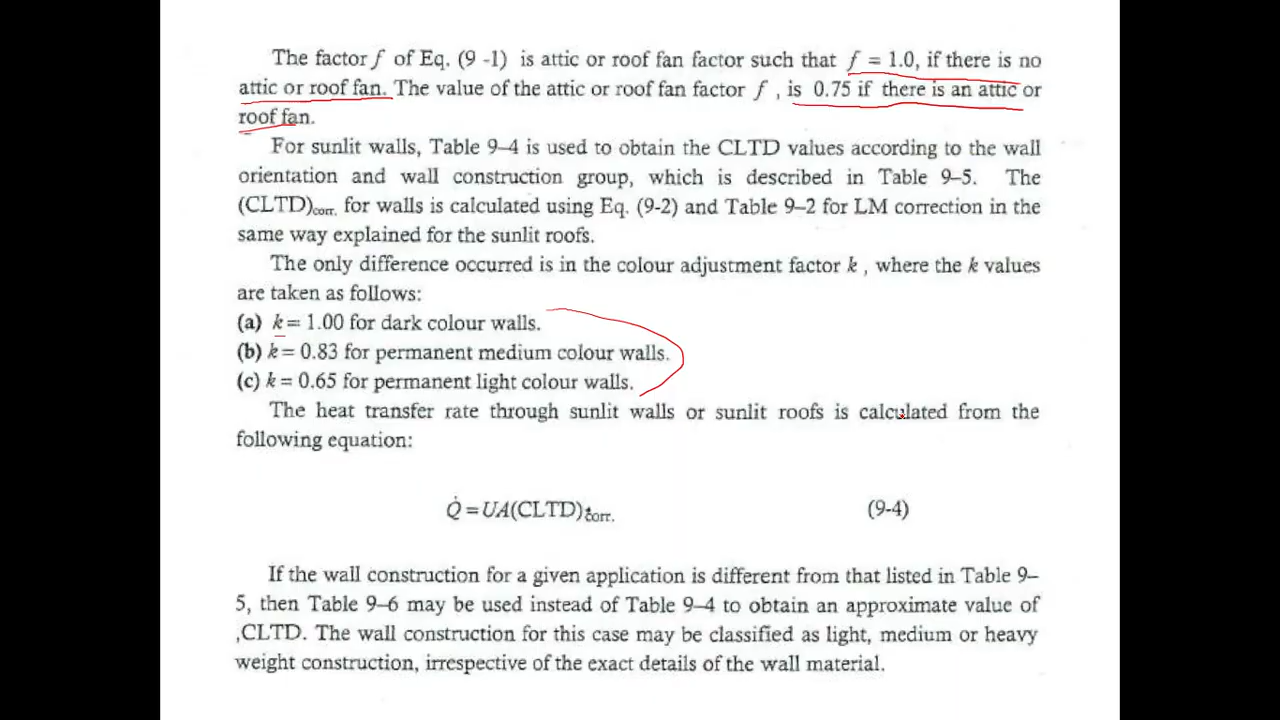 The factor f of Eq. (9 -1) is attic or roof fan factor such that f = 1.0, if there is no
attic or roof fan. The value of the attic or roof fan factor f , is 0.75 if there is an attic or
roof fan.
For sunlit walls, Table 9–4 is used to obtain the CLTD values according to the wall
orientation and wall construction group, which is described in Table 9–5. The
(CLTD)corr. for walls is calculated using Eq. (9-2) and Table 9–2 for LM correction in the
same way explained for the sunlit roofs.
The only difference occurred is in the colour adjustment factor k , where the k values
are taken as follows:
(a) k = 1.00 for dark colour walls.
(b) k = 0.83 for permanent medium colour walls.
(c) k = 0.65 for permanent light colour walls.
The heat transfer rate through sunlit walls or sunlit roofs is calculated from the
following equation:
Q̇ = UA(CLTD)corr. (9-4)
If the wall construction for a given application is different from that listed in Table 9–
5, then Table 9–6 may be used instead of Table 9–4 to obtain an approximate value of
,CLTD. The wall construction for this case may be classified as light, medium or heavy
weight construction, irrespective of the exact details of the wall material.